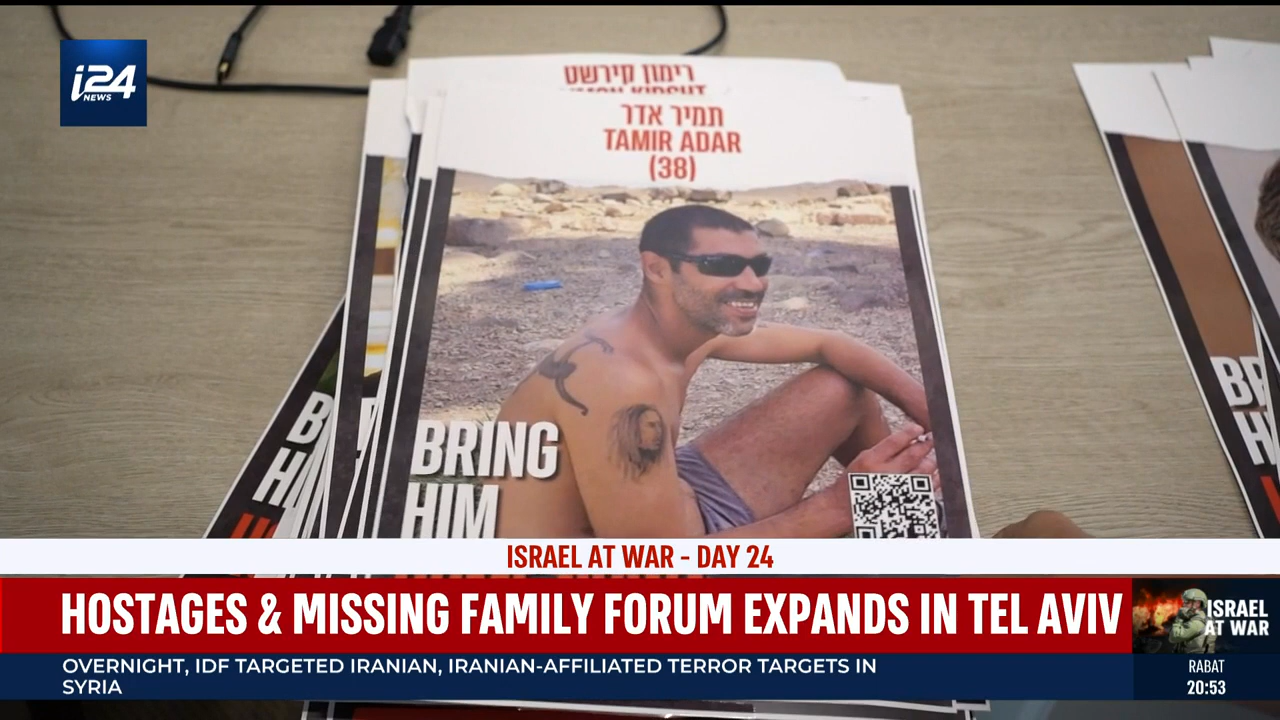 i24
NEWS
רימון קירשט
תמיר אדר
TAMIR ADAR
(38)
BRING
HIM
ISRAEL AT WAR - DAY 24
HOSTAGES & MISSING FAMILY FORUM EXPANDS IN TEL AVIV
ISRAEL
AT WAR
OVERNIGHT, IDF TARGETED IRANIAN, IRANIAN-AFFILIATED TERROR TARGETS IN
SYRIA
RABAT
20:53